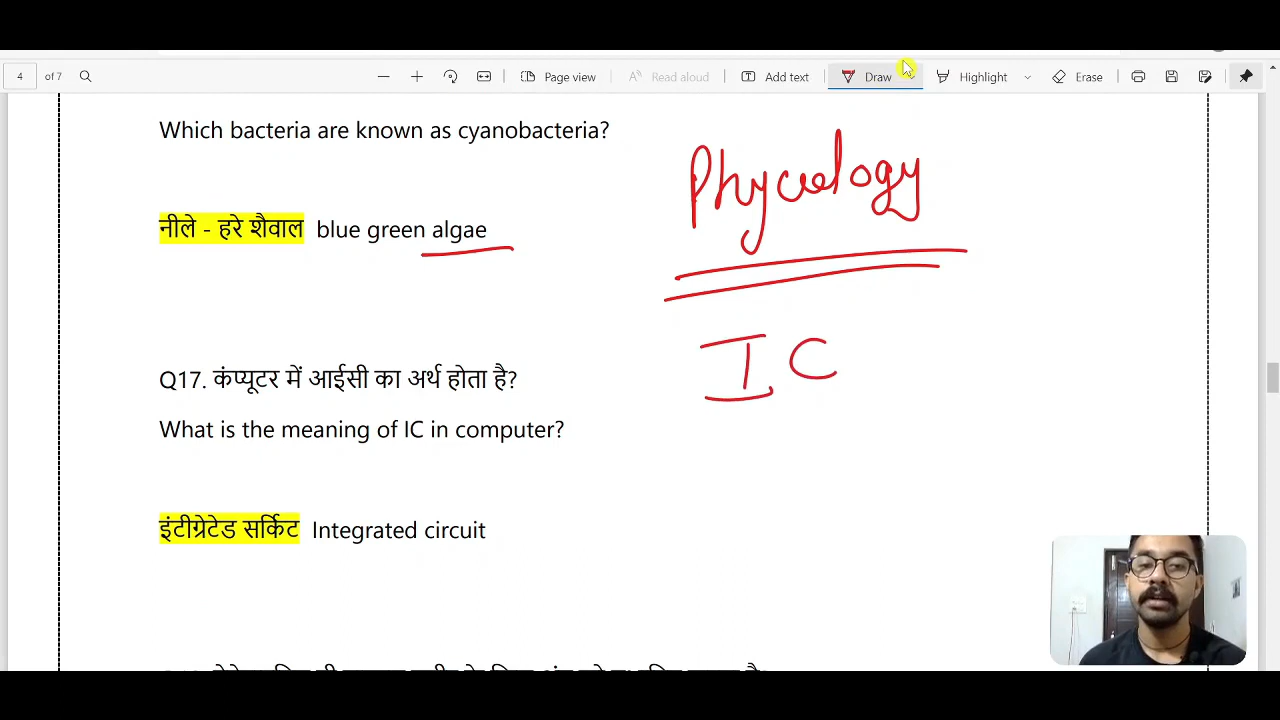 4 of 7 Page view Read aloud Add text Draw Highlight Erase
Which bacteria are known as cyanobacteria?
Phycology
नीले - हरे शैवाल blue green algae
I C
Q17. कंप्यूटर में आईसी का अर्थ होता है?
What is the meaning of IC in computer?
इंटीग्रेटेड सर्किट Integrated circuit